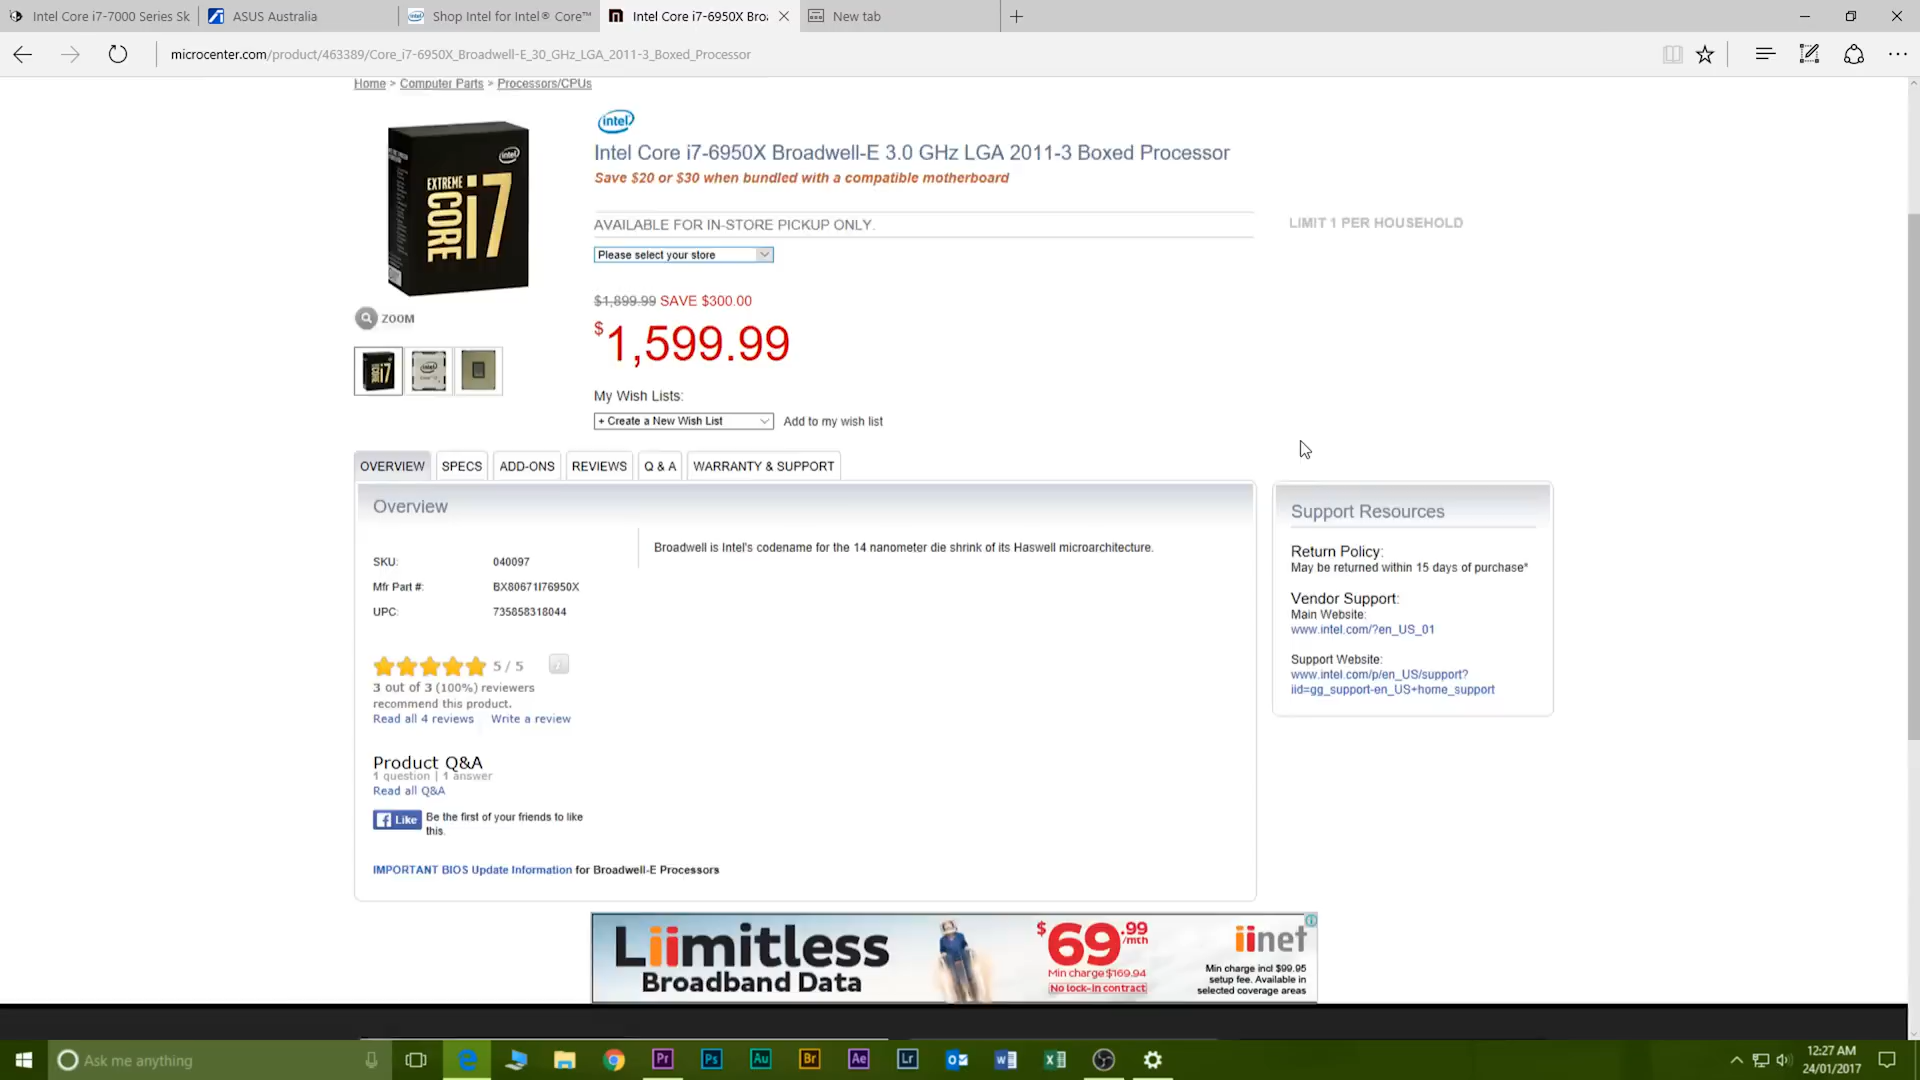 Intel Core i7-7000 Series Sk
ASUS Australia
Shop Intel for Intel® Core™
Intel Core i7-6950X Bro
New tab
microcenter.com/product/463389/Core_i7-6950X_Broadwell-E_30_GHz_LGA_2011-3_Boxed_Processor
Home > Computer Parts > Processors/CPUs
intel
Intel Core i7-6950X Broadwell-E 3.0 GHz LGA 2011-3 Boxed Processor
Save $20 or $30 when bundled with a compatible motherboard
AVAILABLE FOR IN-STORE PICKUP ONLY.
LIMIT 1 PER HOUSEHOLD
Please select your store
intel
EXTREME
CORE i7
ZOOM
$1,899.99 SAVE $300.00
$1,599.99
My Wish Lists:
+ Create a New Wish List
Add to my wish list
OVERVIEW
SPECS
ADD-ONS
REVIEWS
Q & A
WARRANTY & SUPPORT
Overview
SKU: 040097
Mfr Part #: BX80671I76950X
UPC: 735858318044
Broadwell is Intel's codename for the 14 nanometer die shrink of its Haswell microarchitecture.
5 / 5
3 out of 3 (100%) reviewers
recommend this product.
Read all 4 reviews
Write a review
Product Q&A
1 question | 1 answer
Read all Q&A
Like
Be the first of your friends to like
this.
IMPORTANT BIOS Update Information for Broadwell-E Processors
Support Resources
Return Policy:
May be returned within 15 days of purchase*
Vendor Support:
Main Website:
www.intel.com/?en_US_01
Support Website:
www.intel.com/p/en_US/support?
iid=gg_support-en_US+home_support
Liimitless
Broadband Data
$69.99
/mth
Min charge $169.94
No lock-in contract
iinet
Min charge incl $99.95
setup fee. Available in
selected coverage areas
Ask me anything
Pr
Ps
Au
Br
Ae
Lr
12:27 AM
24/01/2017